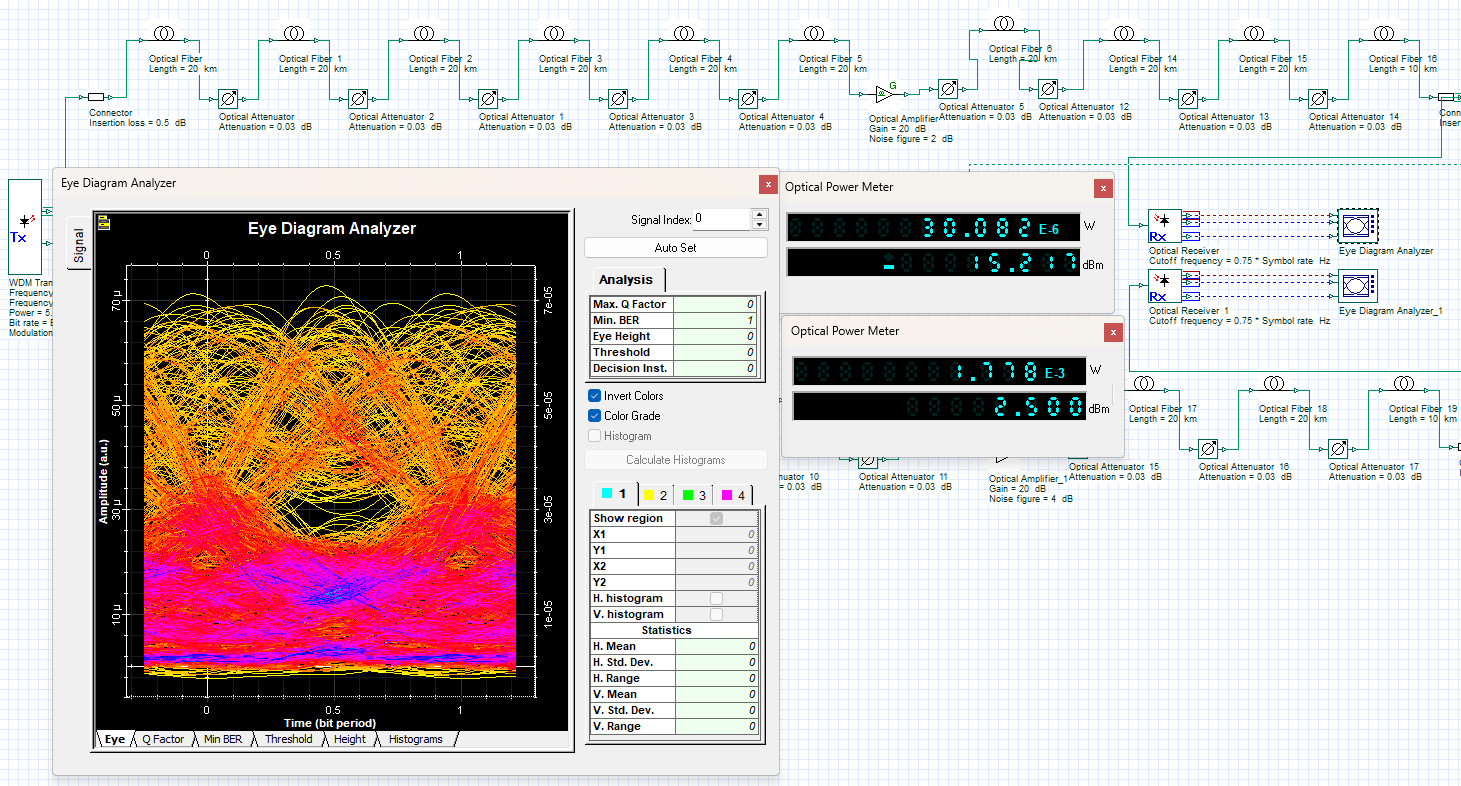 Optical Fiber
Length = 20 km
Optical Fiber 1
Length = 20 km
Optical Fiber 2
Length = 20 km
Optical Fiber 3
Length = 20 km
Optical Fiber 4
Length = 20 km
Optical Fiber 5
Length = 20 km
Optical Fiber 6
Length = 20 km
Optical Fiber 14
Length = 20 km
Optical Fiber 15
Length = 20 km
Optical Fiber 16
Length = 10 km
Connector
Insertion loss = 0.5 dB
Optical Attenuator
Attenuation = 0.03 dB
Optical Attenuator 2
Attenuation = 0.03 dB
Optical Attenuator 1
Attenuation = 0.03 dB
Optical Attenuator 3
Attenuation = 0.03 dB
Optical Attenuator 4
Attenuation = 0.03 dB
G
Optical Amplifier
Gain = 20 dB
Noise figure = 2 dB
Optical Attenuator 5
Attenuation = 0.03 dB
Optical Attenuator 12
Attenuation = 0.03 dB
Optical Attenuator 13
Attenuation = 0.03 dB
Optical Attenuator 14
Attenuation = 0.03 dB
Conn
Inser
Tx
WDM Tran
Frequency
Frequency
Power = 5.
Bit rate = 
Modulation
Eye Diagram Analyzer
x
Signal
Eye Diagram Analyzer
0 0.5 1
70 µ
50 µ
30 µ
10 µ
Amplitude (a.u.)
7e-05
5e-05
3e-05
1e-05
0 0.5 1
Time (bit period)
Eye Q Factor Min BER Threshold Height Histograms
Signal Index: 0
Auto Set
Analysis
Max. Q Factor 0
Min. BER 1
Eye Height 0
Threshold 0
Decision Inst. 0
Invert Colors
Color Grade
Histogram
Calculate Histograms
1 2 3 4
Show region
X1 0
Y1 0
X2 0
Y2 0
H. histogram
V. histogram
Statistics
H. Mean 0
H. Std. Dev. 0
H. Range 0
V. Mean 0
V. Std. Dev. 0
V. Range 0
Optical Power Meter
x
30.082 E-6 W
-15.217 dBm
Optical Power Meter
x
1.778 E-3 W
2.500 dBm
Rx
Optical Receiver
Cutoff frequency = 0.75 * Symbol rate Hz
Eye Diagram Analyzer
Rx
Optical Receiver 1
Cutoff frequency = 0.75 * Symbol rate Hz
Eye Diagram Analyzer_1
Optical Fiber 17
Length = 20 km
Optical Fiber 18
Length = 20 km
Optical Fiber 19
Length = 10 km
10
= 0.03 dB
Optical Attenuator 11
Attenuation = 0.03 dB
Optical Amplifier_1
Gain = 20 dB
Noise figure = 4 dB
Optical Attenuator 15
Attenuation = 0.03 dB
Optical Attenuator 16
Attenuation = 0.03 dB
Optical Attenuator 17
Attenuation = 0.03 dB